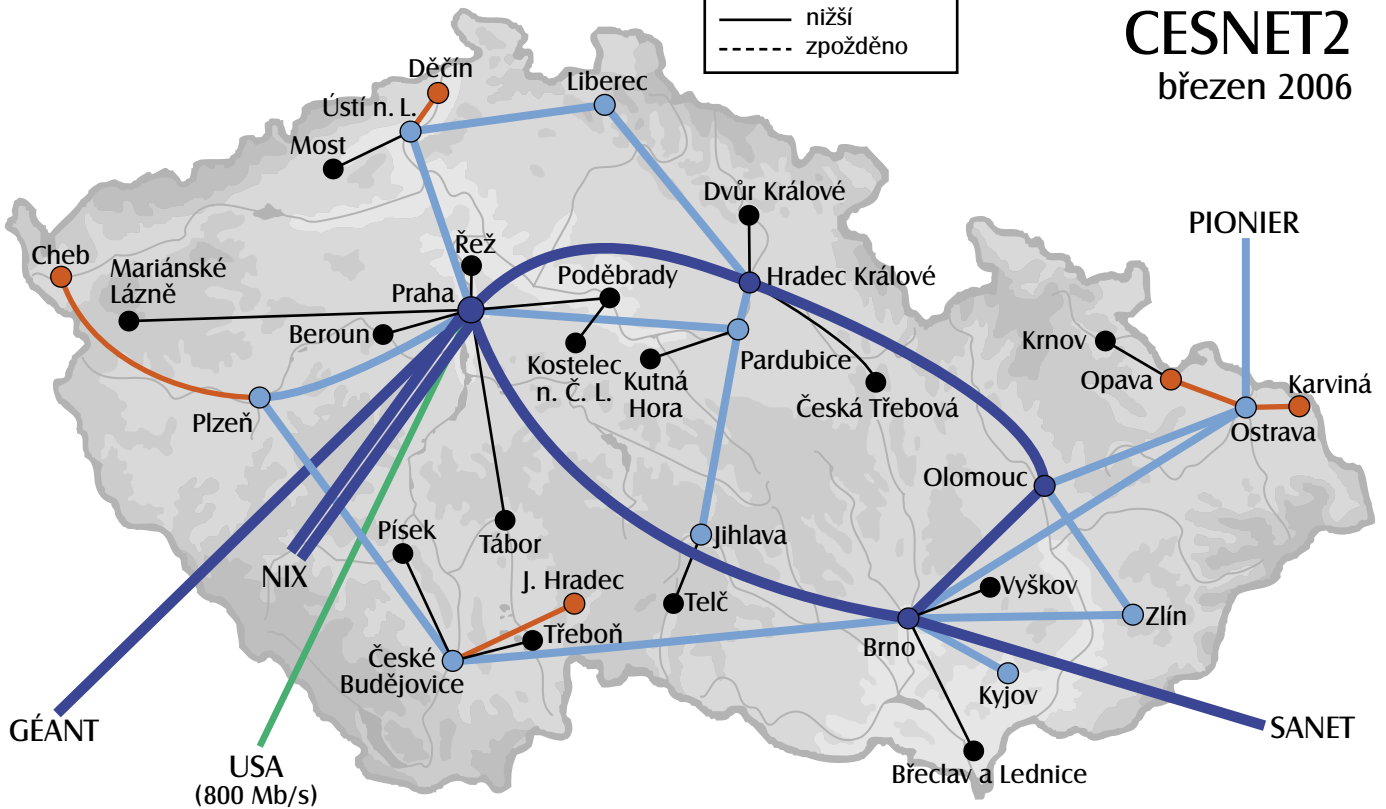 nižší
zpožděno
CESNET2
březen 2006
Děčín
Liberec
Ústí n. L.
Most
Dvůr Králové
PIONIER
Cheb
Řež
Mariánské
Lázně
Poděbrady
Hradec Králové
Praha
Beroun
Krnov
Kostelec
n. Č. L.
Kutná
Hora
Pardubice
Opava
Karviná
Česká Třebová
Plzeň
Ostrava
Olomouc
Písek
Tábor
Jihlava
NIX
J. Hradec
Vyškov
Telč
Zlín
Třeboň
Brno
České
Budějovice
Kyjov
GÉANT
SANET
USA
(800 Mb/s)
Břeclav a Lednice